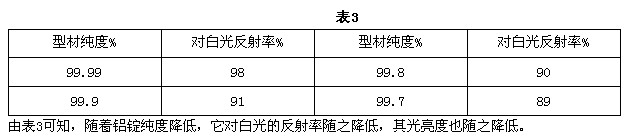 表3
型材纯度% 对白光反射率% 型材纯度% 对白光反射率%
99.99 98 99.8 90
99.9 91 99.7 89
由表3可知，随着铝锭纯度降低，它对白光的反射率随之降低，其光亮度也随之降低。